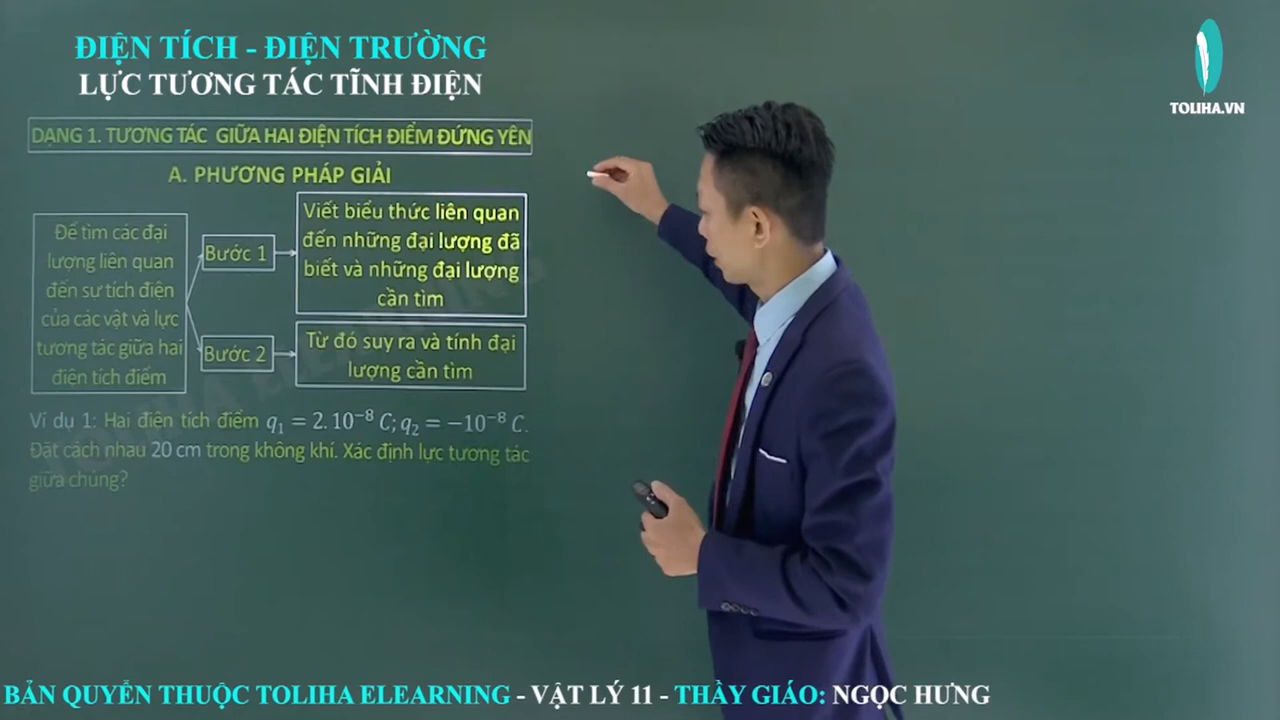 ĐIỆN TÍCH - ĐIỆN TRƯỜNG
LỰC TƯƠNG TÁC TĨNH ĐIỆN
TOLIHA.VN
DẠNG 1. TƯƠNG TÁC GIỮA HAI ĐIỆN TÍCH ĐIỂM ĐỨNG YÊN
A. PHƯƠNG PHÁP GIẢI
Để tìm các đại
lượng liên quan
đến sự tích điện
của các vật và lực
tương tác giữa hai
điện tích điểm
Bước 1
Viết biểu thức liên quan
đến những đại lượng đã
biết và những đại lượng
cần tìm
Bước 2
Từ đó suy ra và tính đại
lượng cần tìm
Ví dụ 1: Hai điện tích điểm q₁ = 2.10⁻⁸ C; q₂ = −10⁻⁸ C.
Đặt cách nhau 20 cm trong không khí. Xác định lực tương tác
giữa chúng?
BẢN QUYỀN THUỘC TOLIHA ELEARNING - VẬT LÝ 11 - THẦY GIÁO: NGỌC HƯNG